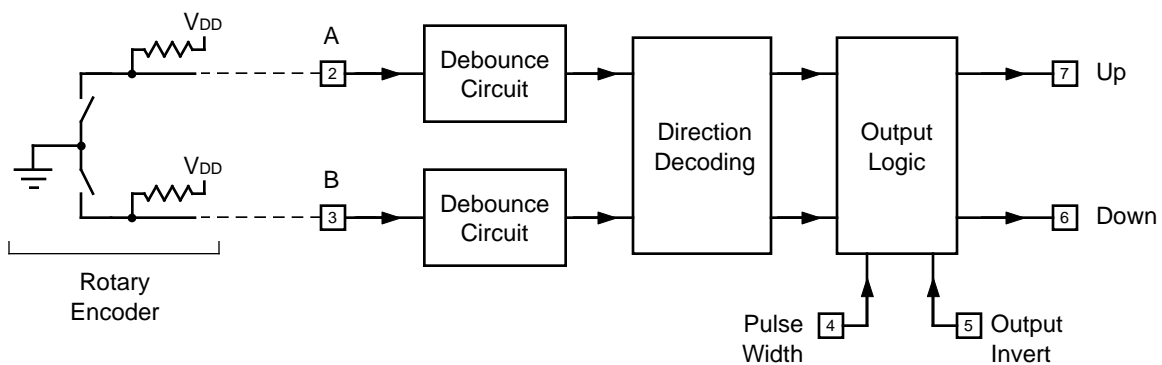 VDD
A
2
Debounce
Circuit
7
Up
Direction
Decoding
Output
Logic
VDD
B
3
Debounce
Circuit
6
Down
Rotary
Encoder
Pulse
Width
4
5
Output
Invert